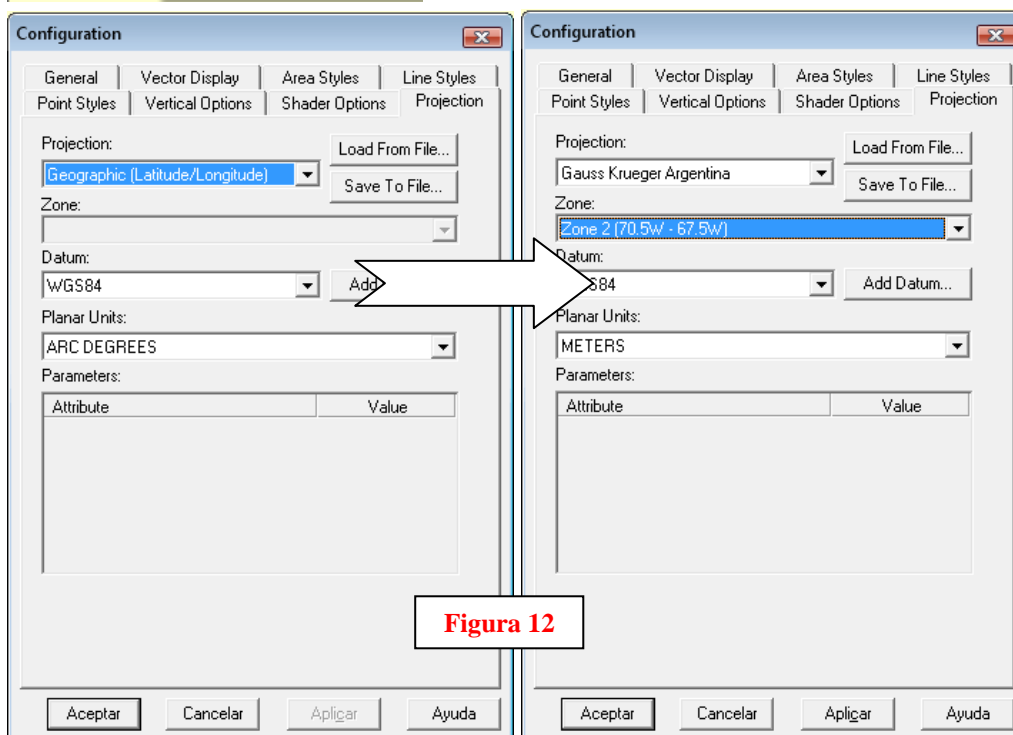 Configuration
General Vector Display Area Styles Line Styles
Point Styles Vertical Options Shader Options Projection
Projection:
Load From File...
Geographic (Latitude/Longitude)
Save To File...
Zone:
Datum:
WGS84
Add
Planar Units:
ARC DEGREES
Parameters:
Attribute Value
Aceptar Cancelar Aplicar Ayuda
Configuration
General Vector Display Area Styles Line Styles
Point Styles Vertical Options Shader Options Projection
Projection:
Load From File...
Gauss Krueger Argentina
Save To File...
Zone:
Zone 2 (70.5W - 67.5W)
Datum:
S84
Add Datum...
Planar Units:
METERS
Parameters:
Attribute Value
Aceptar Cancelar Aplicar Ayuda
Figura 12